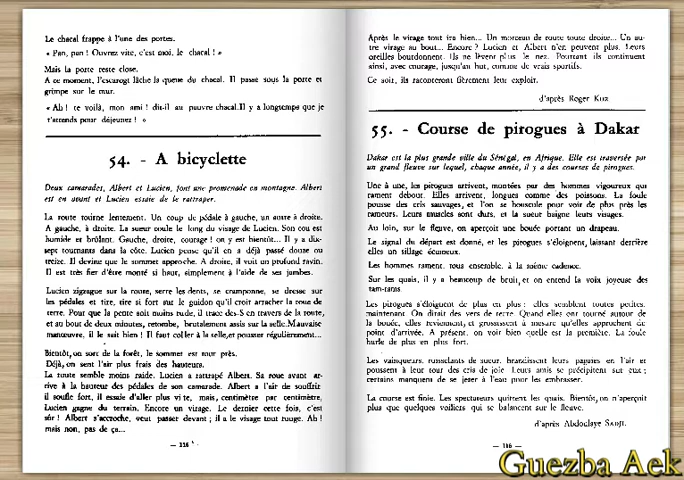 Le chacal frappe à l'une des portes.
« Pan, pan ! Ouvrez vite, c'est moi, le chacal ! »
Mais la porte reste close.
A ce moment, l'escargot lâche la queue du chacal. Il passe sous la porte et
grimpe sur le mur.
« Ah ! te voilà, mon ami ! dit-il au pauvre chacal.Il y a longtemps que je
t'attends pour déjeuner ! »
54. - A bicyclette
Deux camarades, Albert et Lucien, font une promenade en montagne. Albert
est en avant et Lucien essaie de le rattraper.
La route tourne lentement. Un coup de pédale à gauche, un autre à droite.
A gauche, à droite. La sueur coule le long du visage de Lucien. Son cou est
humide et brûlant. Gauche, droite, courage ! on y est bientôt... Il y a dix-
sept tournants dans la côte. Lucien pense qu'il en a déjà passé douze ou
treize. Il devine que le sommet approche. A droite, il voit un profond ravin.
Il est très fier d'être monté si haut, simplement à l'aide de ses jambes.
Lucien zigzague sur la route, serre les dents, se cramponne, se dresse sur
les pédales et tire, tire si fort sur le guidon qu'il croit arracher la roue de
terre. Pour que la pente soit moins rude, il trace des S en travers de la route,
et au bout de deux minutes, retombe, brutalement assis sur la selle.Mauvaise
manœuvre, il le sait bien ! Il faut coller à la selle,et pousser régulièrement...
Bientôt, on sort de la forêt, le sommet est tout près.
Déjà, on sent l'air plus frais des hauteurs.
La route semble moins raide. Lucien a rattrapé Albert. Sa roue avant ar-
rive à la hauteur des pédales de son camarade. Albert a l'air de souffrir
il souffle fort, il essaie d'aller plus vite, mais, centimètre par centimètre,
Lucien gagne du terrain. Encore un virage. Le dernier cette fois, c'est
sûr ! Albert s'accroche, veut passer devant ; il a le visage tout rouge. Ah !
mais non, pas de ça...
Après le virage tout ira bien... Un morceau de route toute droite... Un au-
tre virage au bout... Encore ? Lucien et Albert n'en peuvent plus. Leurs
oreilles bourdonnent. Ils ne lèvent plus le nez. Pourtant ils continuent
ainsi, avec courage, jusqu'au but, comme de vrais sportifs.
Ce soir, ils raconteront fièrement leur exploit.
d'après Roger
55. - Course de pirogues à Dakar
Dakar est la plus grande ville du Sénégal, en Afrique. Elle est traversée par
un grand fleuve sur lequel, chaque année, il y a des courses de pirogues.
Une à une, les pirogues arrivent, montées par des hommes vigoureux qui
rament debout. Elles arrivent, longues comme des poissons. La foule
pousse des cris sauvages, et l'on se bouscule pour voir de plus près les
rameurs. Leurs muscles sont durs, et la sueur baigne leurs visages.
Au loin, sur le fleuve, on aperçoit une bouée portant un drapeau.
Le signal du départ est donné, et les pirogues s'éloignent, laissant derrière
elles un sillage écumeux.
Les hommes rament, tous ensemble, à la même cadence.
Sur les quais, il y a beaucoup de bruit, et on entend la voix joyeuse des
tam-tams.
Les pirogues s'éloignent de plus en plus : elles semblent toutes petites,
maintenant. On dirait des vers de terre. Quand elles ont tourné autour de
la bouée, elles reviennent, et grossissent à mesure qu'elles approchent du
point d'arrivée. A présent, on voir bien quelle est la première. La foule
hurle de plus en plus fort.
Les vainqueurs, ruisselants de sueur, brandissent leurs pagaies en l'air et
poussent à leur tour des cris de joie. Leurs amis se précipitent sur eux ;
certains manquent de se jeter à l'eau pour les embrasser.
La course est finie. Les spectateurs quittent les quais. Bientôt, on n'aperçoit
plus que quelques voiliers qui se balancent sur le fleuve.
d'après Abdoulaye SADJI.
— 116 —
Guezba Aek